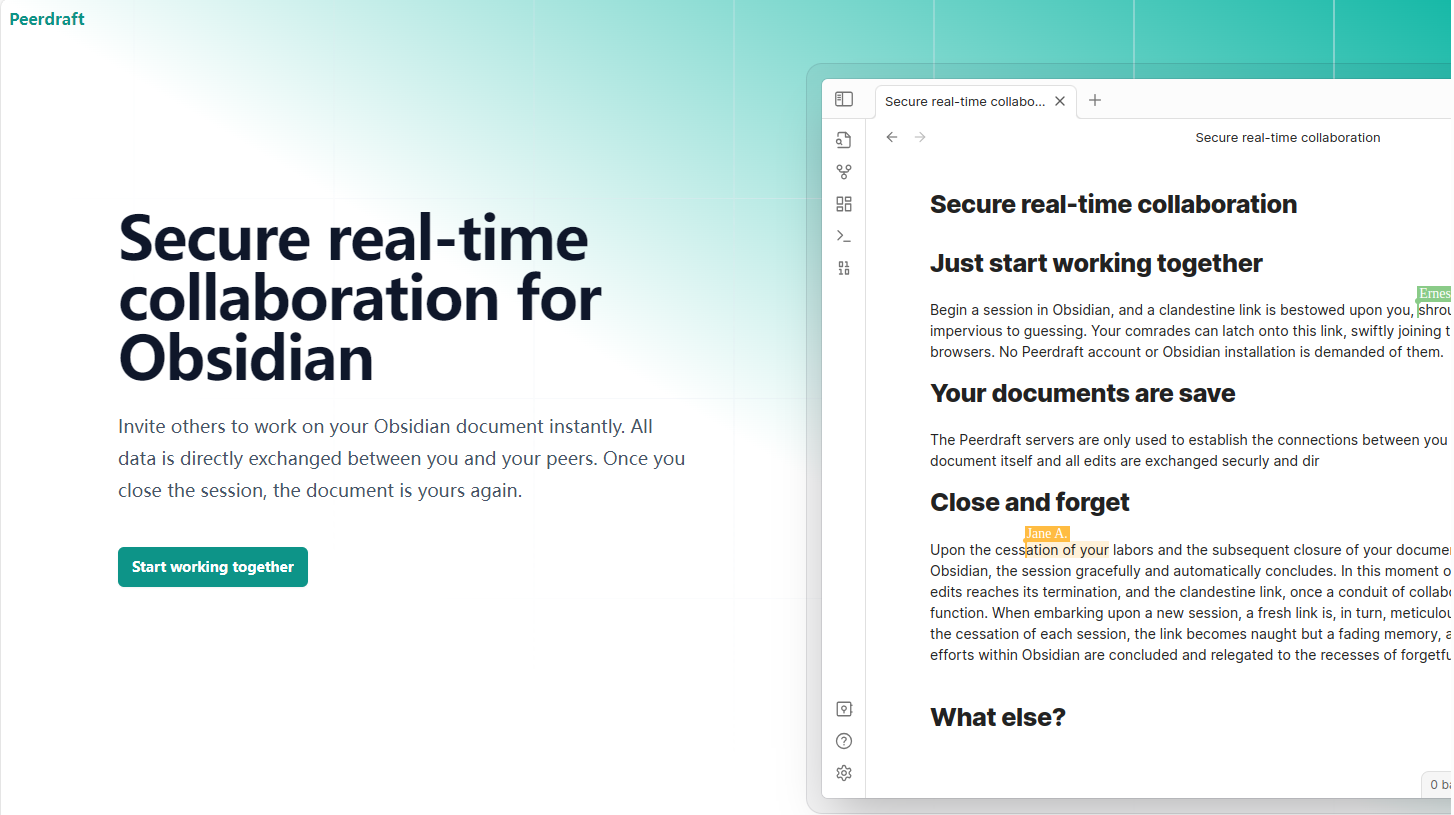 Peerdraft
Secure real-time
collaboration for
Obsidian
Invite others to work on your Obsidian document instantly. All
data is directly exchanged between you and your peers. Once you
close the session, the document is yours again.
Start working together
Secure real-time collabo...
Secure real-time collaboration
Secure real-time collaboration
Just start working together
Ernes
Begin a session in Obsidian, and a clandestine link is bestowed upon you, shrou
impervious to guessing. Your comrades can latch onto this link, swiftly joining t
browsers. No Peerdraft account or Obsidian installation is demanded of them.
Your documents are save
The Peerdraft servers are only used to establish the connections between you
document itself and all edits are exchanged securly and dir
Close and forget
Jane A.
Upon the cessation of your labors and the subsequent closure of your docume
Obsidian, the session gracefully and automatically concludes. In this moment o
edits reaches its termination, and the clandestine link, once a conduit of collabo
function. When embarking upon a new session, a fresh link is, in turn, meticulou
the cessation of each session, the link becomes naught but a fading memory, a
efforts within Obsidian are concluded and relegated to the recesses of forgetfu
What else?
0 ba